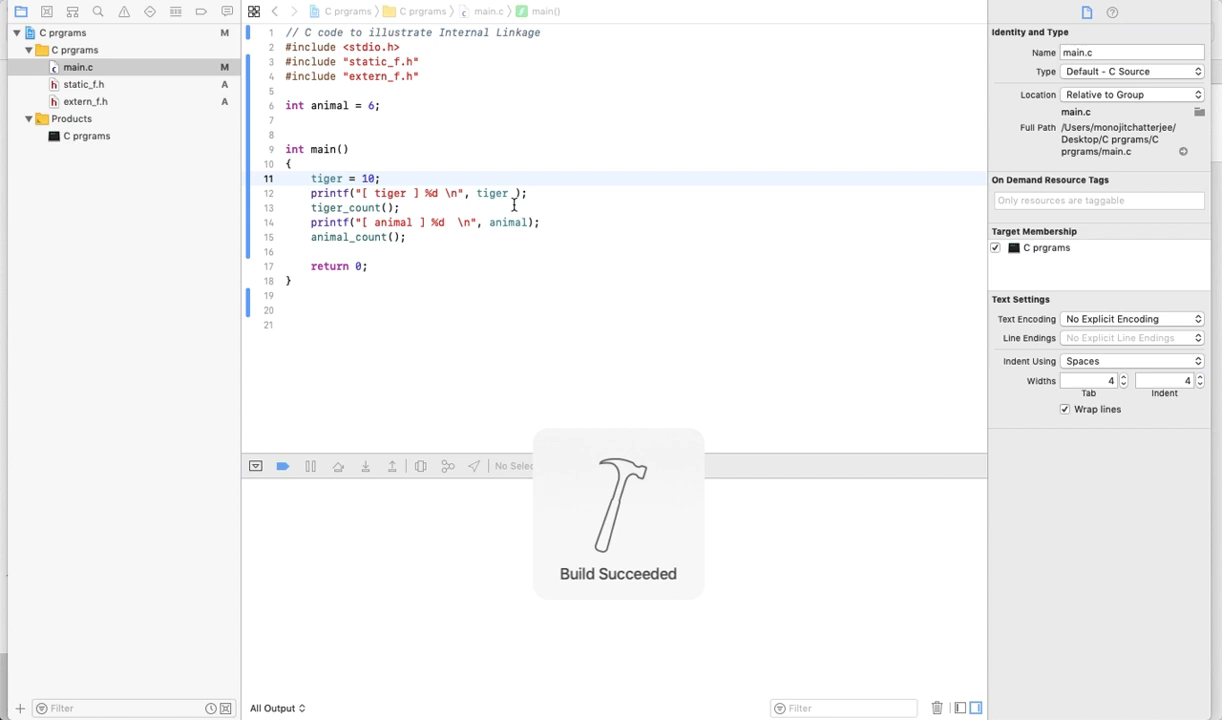 C prgrams 〉 C prgrams 〉 main.c 〉 main()
C prgrams M
C prgrams
main.c M
static_f.h A
extern_f.h A
Products
C prgrams
1 // C code to illustrate Internal Linkage
2 #include <stdio.h>
3 #include "static_f.h"
4 #include "extern_f.h"
5
6 int animal = 6;
7
8
9 int main()
10 {
11 tiger = 10;
12 printf("[ tiger ] %d \n", tiger );
13 tiger_count();
14 printf("[ animal ] %d  \n", animal);
15 animal_count();
16
17 return 0;
18 }
19
20
21
No Selec
Build Succeeded
Filter
All Output
Filter
Identity and Type
Name main.c
Type Default - C Source
Location Relative to Group
main.c
Full Path /Users/monojitchatterjee/
Desktop/C prgrams/C
prgrams/main.c
On Demand Resource Tags
Only resources are taggable
Target Membership
C prgrams
Text Settings
Text Encoding No Explicit Encoding
Line Endings No Explicit Line Endings
Indent Using Spaces
Widths 4 4
Tab Indent
Wrap lines